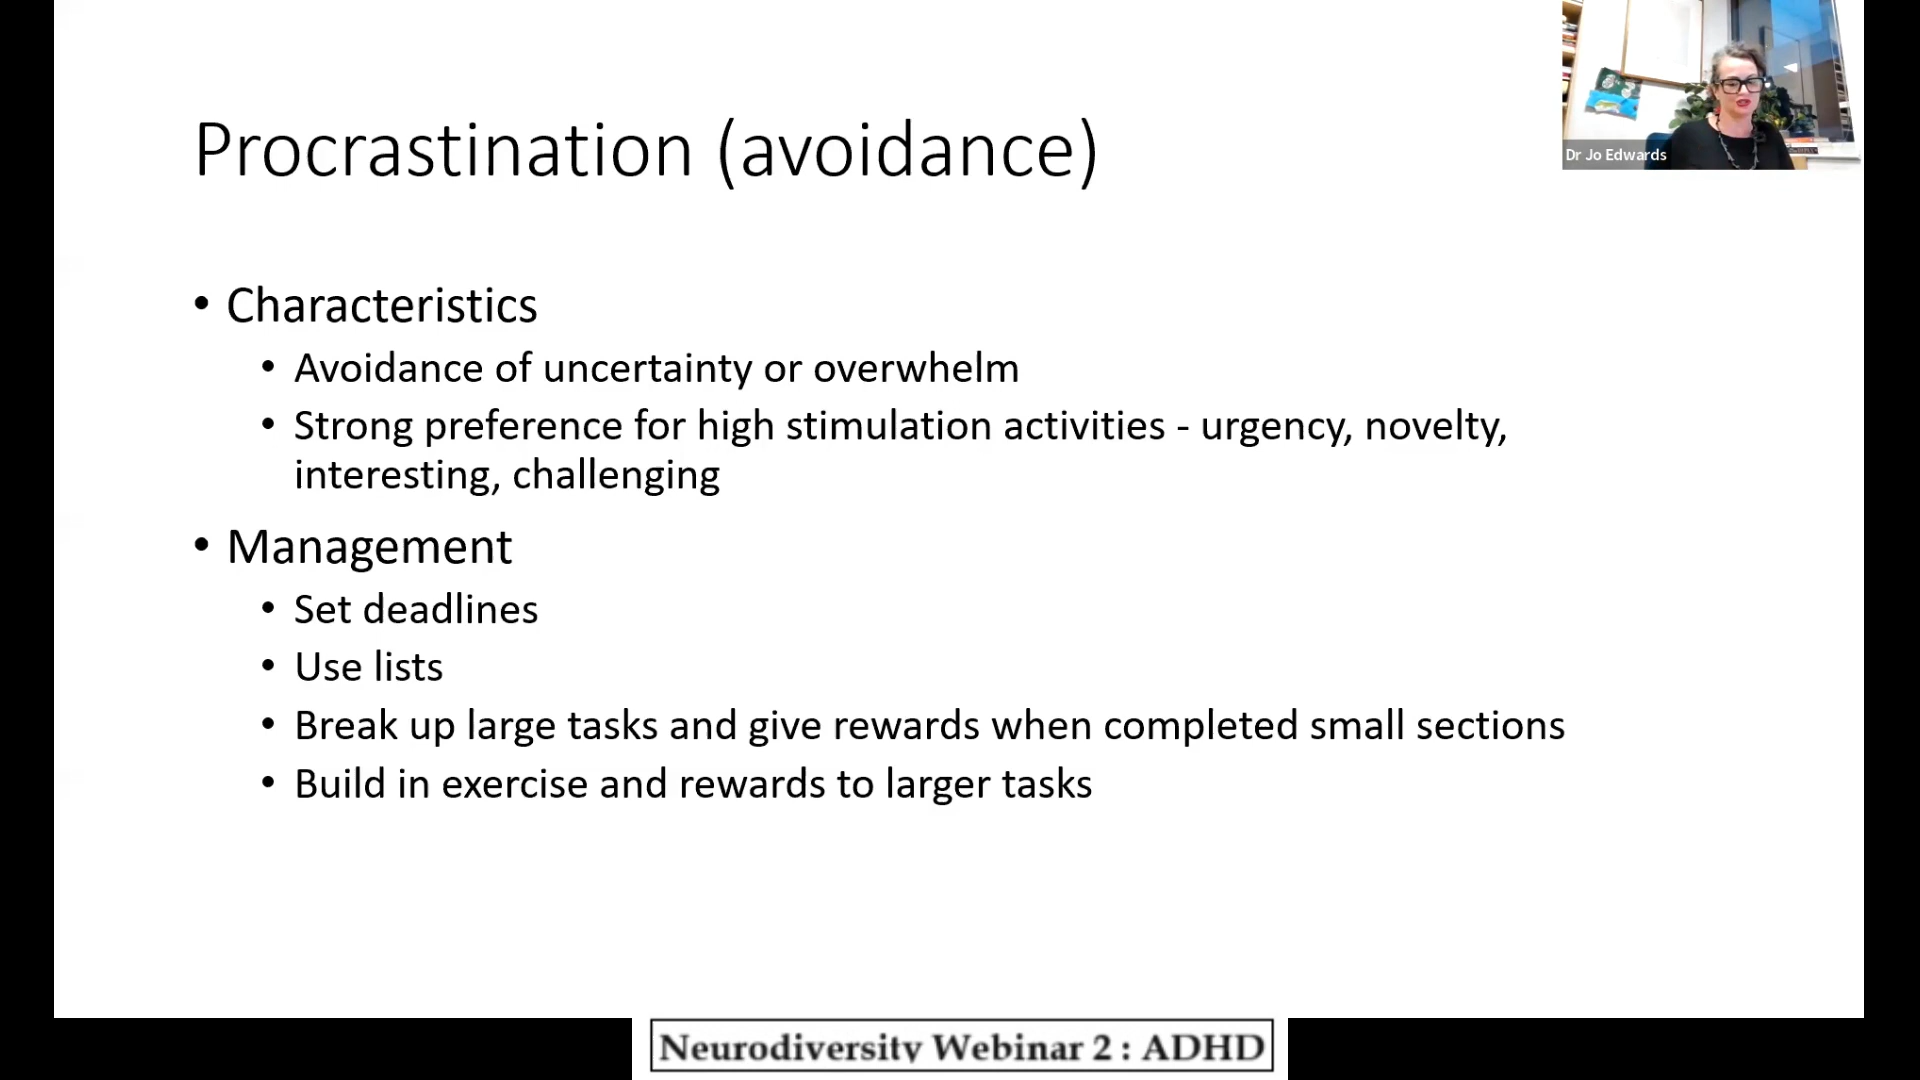 Dr Jo Edwards
Procrastination (avoidance)
• Characteristics
• Avoidance of uncertainty or overwhelm
• Strong preference for high stimulation activities - urgency, novelty,
interesting, challenging
• Management
• Set deadlines
• Use lists
• Break up large tasks and give rewards when completed small sections
• Build in exercise and rewards to larger tasks
Neurodiversity Webinar 2 : ADHD